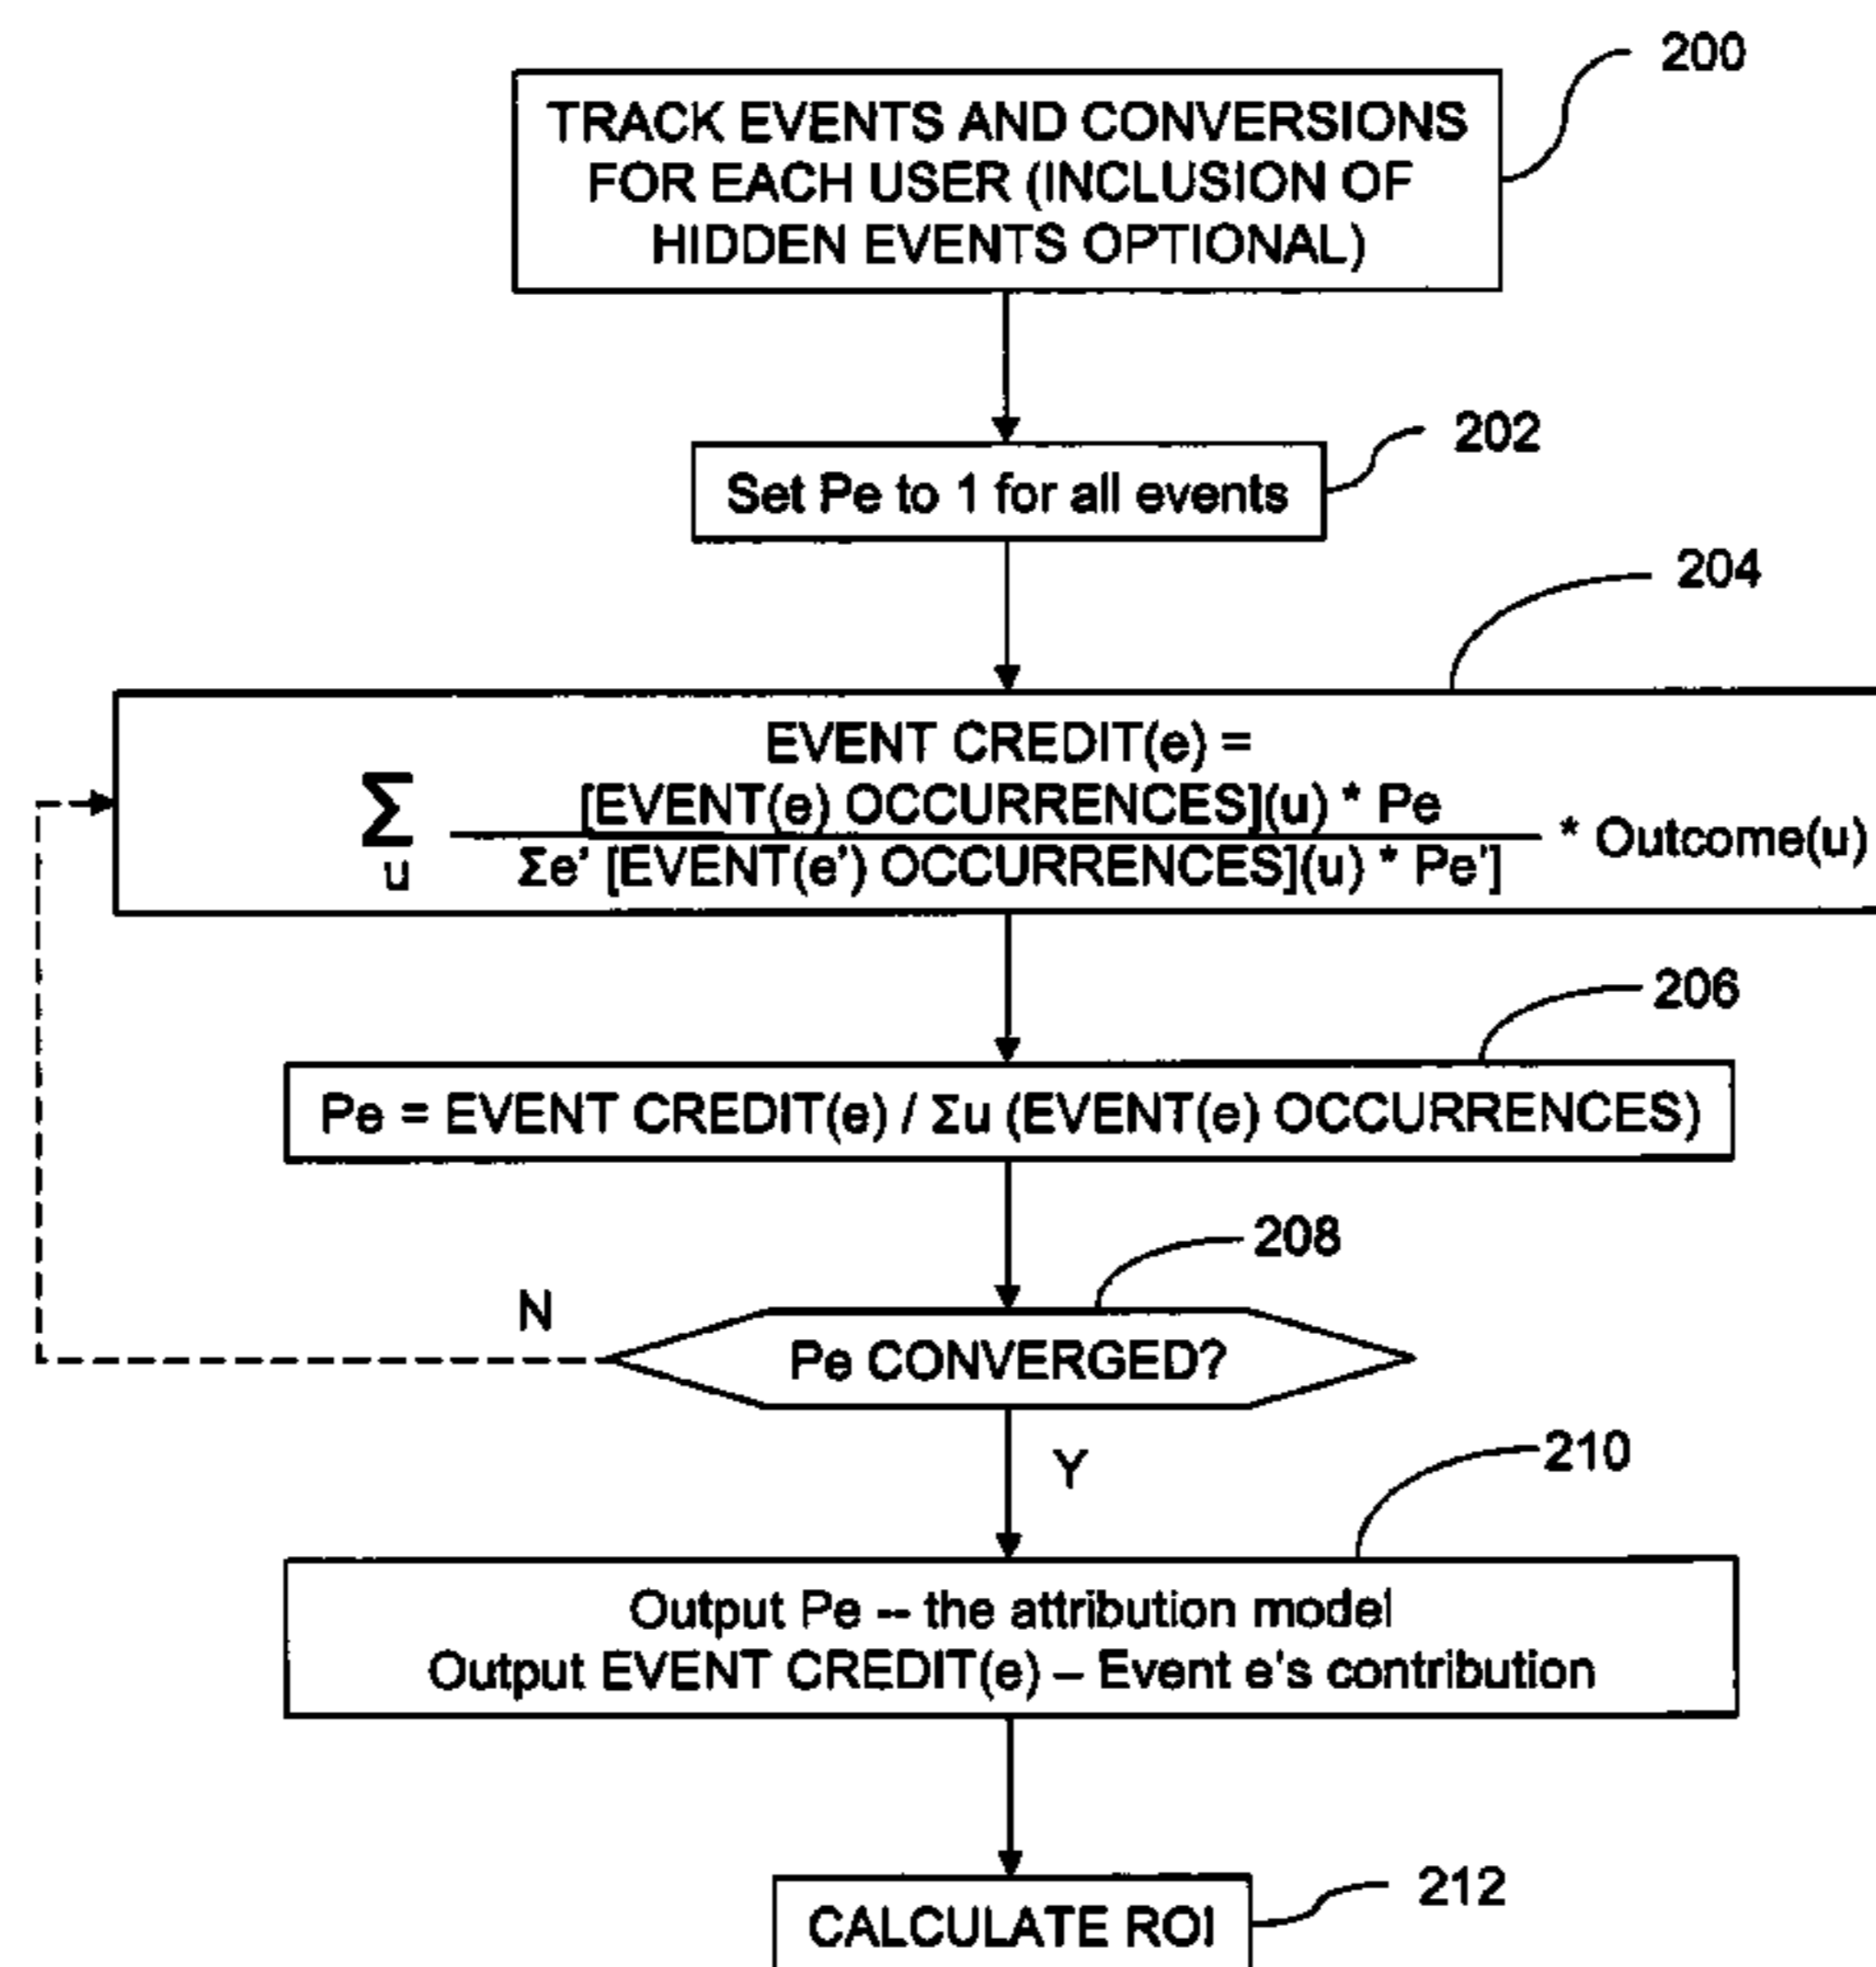 200
TRACK EVENTS AND CONVERSIONS
FOR EACH USER (INCLUSION OF
HIDDEN EVENTS OPTIONAL)
202
Set Pe to 1 for all events
204
EVENT CREDIT(e) =
[EVENT(e) OCCURRENCES](u) * Pe
Σ
u
Σe' [EVENT(e') OCCURRENCES](u) * Pe']
* Outcome(u)
206
Pe = EVENT CREDIT(e) / Σu (EVENT(e) OCCURRENCES)
208
N
Pe CONVERGED?
Y
210
Output Pe -- the attribution model
Output EVENT CREDIT(e) – Event e's contribution
212
CALCULATE ROI